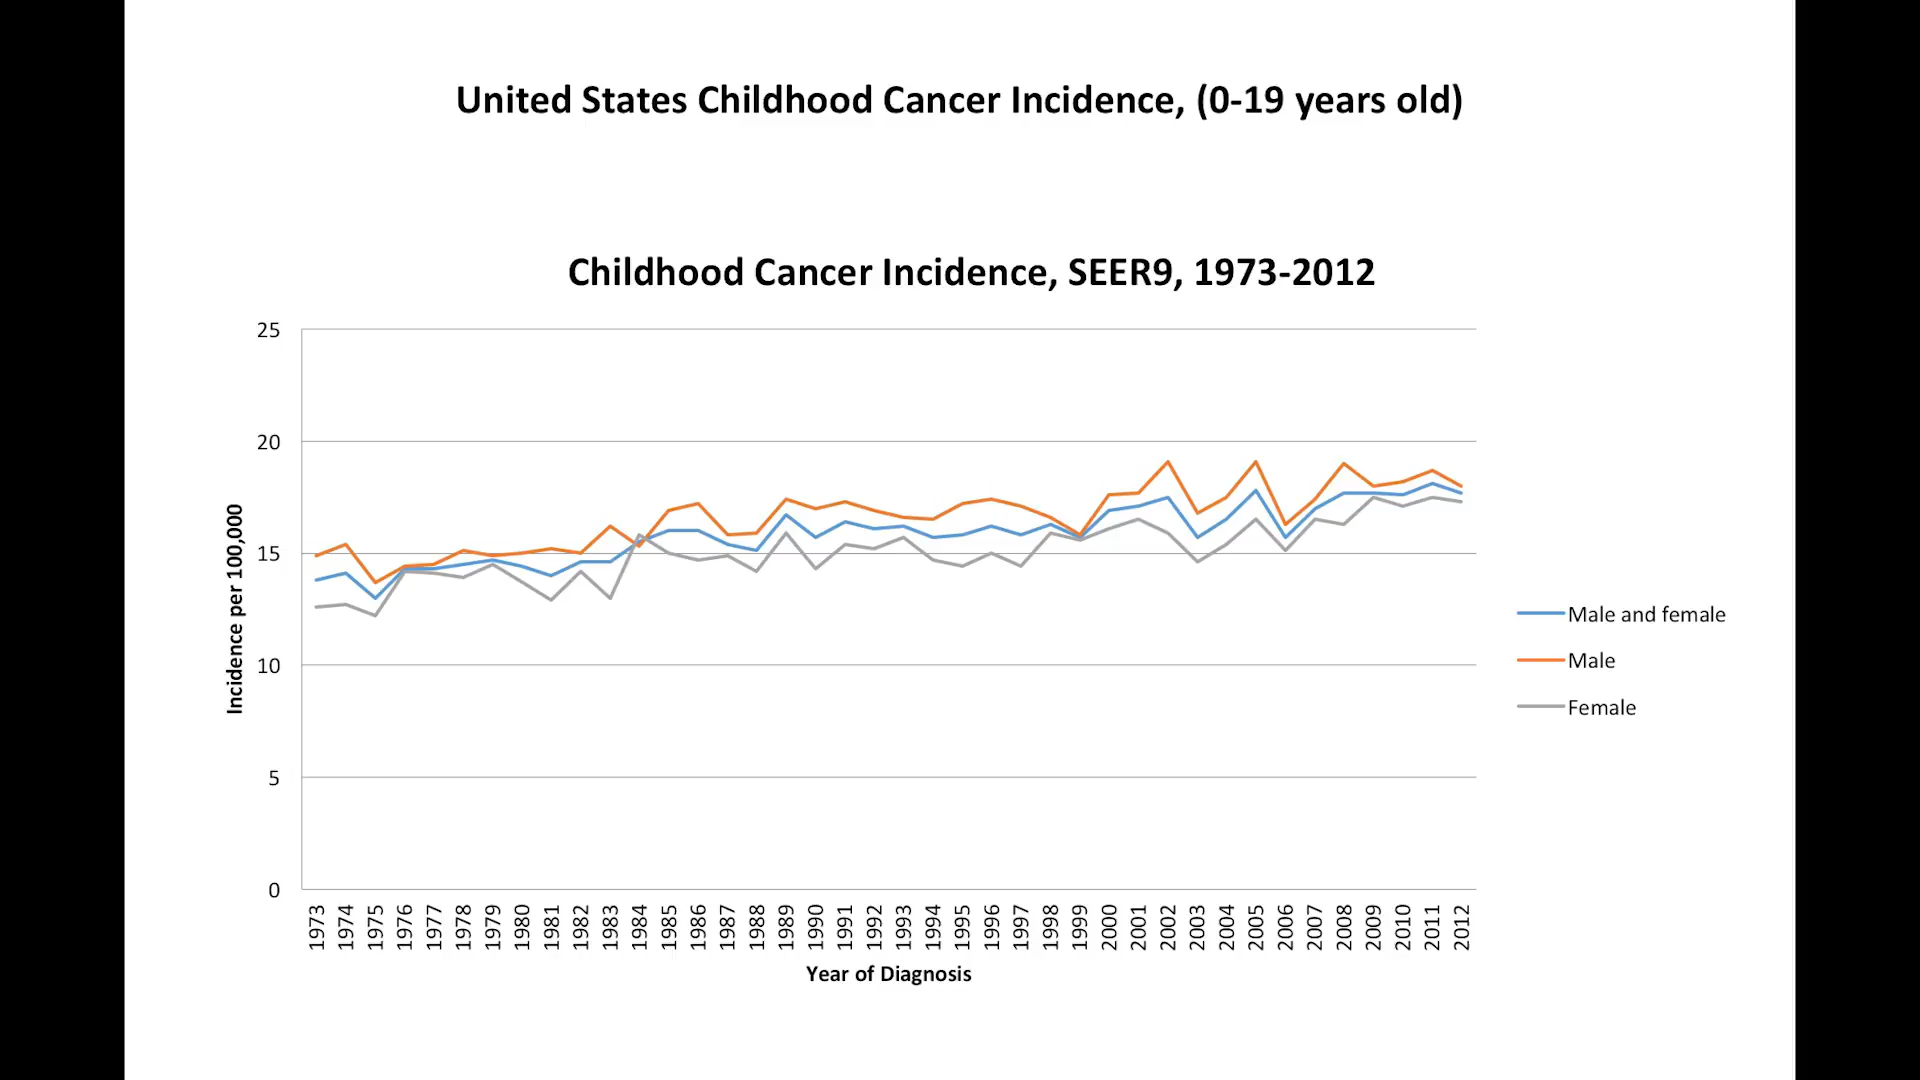 United States Childhood Cancer Incidence, (0-19 years old)
Childhood Cancer Incidence, SEER9, 1973-2012
25
20
15
10
5
0
Incidence per 100,000
1973 1974 1975 1976 1977 1978 1979 1980 1981 1982 1983 1984 1985 1986 1987 1988 1989 1990 1991 1992 1993 1994 1995 1996 1997 1998 1999 2000 2001 2002 2003 2004 2005 2006 2007 2008 2009 2010 2011 2012
Year of Diagnosis
Male and female
Male
Female